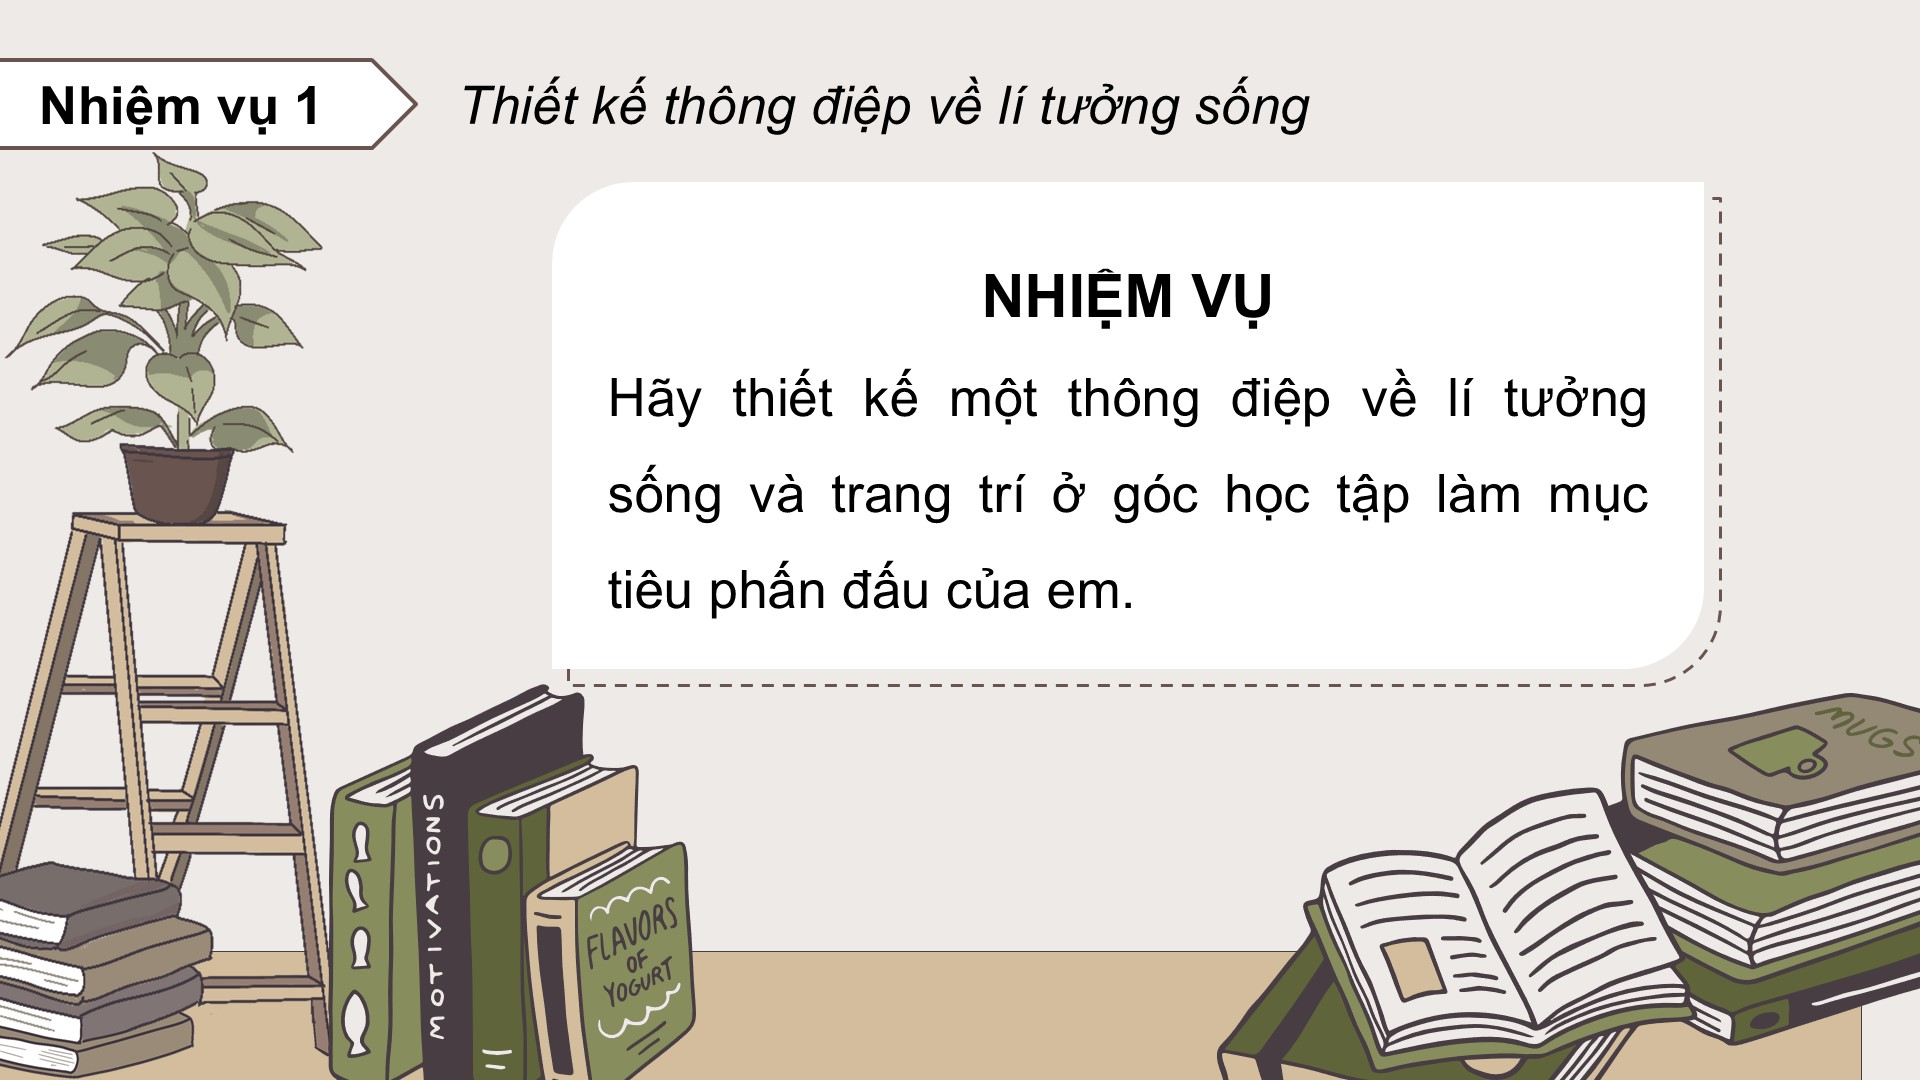 Nhiệm vụ 1
Thiết kế thông điệp về lí tưởng sống
NHIỆM VỤ
Hãy thiết kế một thông điệp về lí tưởng
sống và trang trí ở góc học tập làm mục
tiêu phấn đấu của em.
MOTIVATIONS
FLAVORS
OF
YOGURT
MUGS